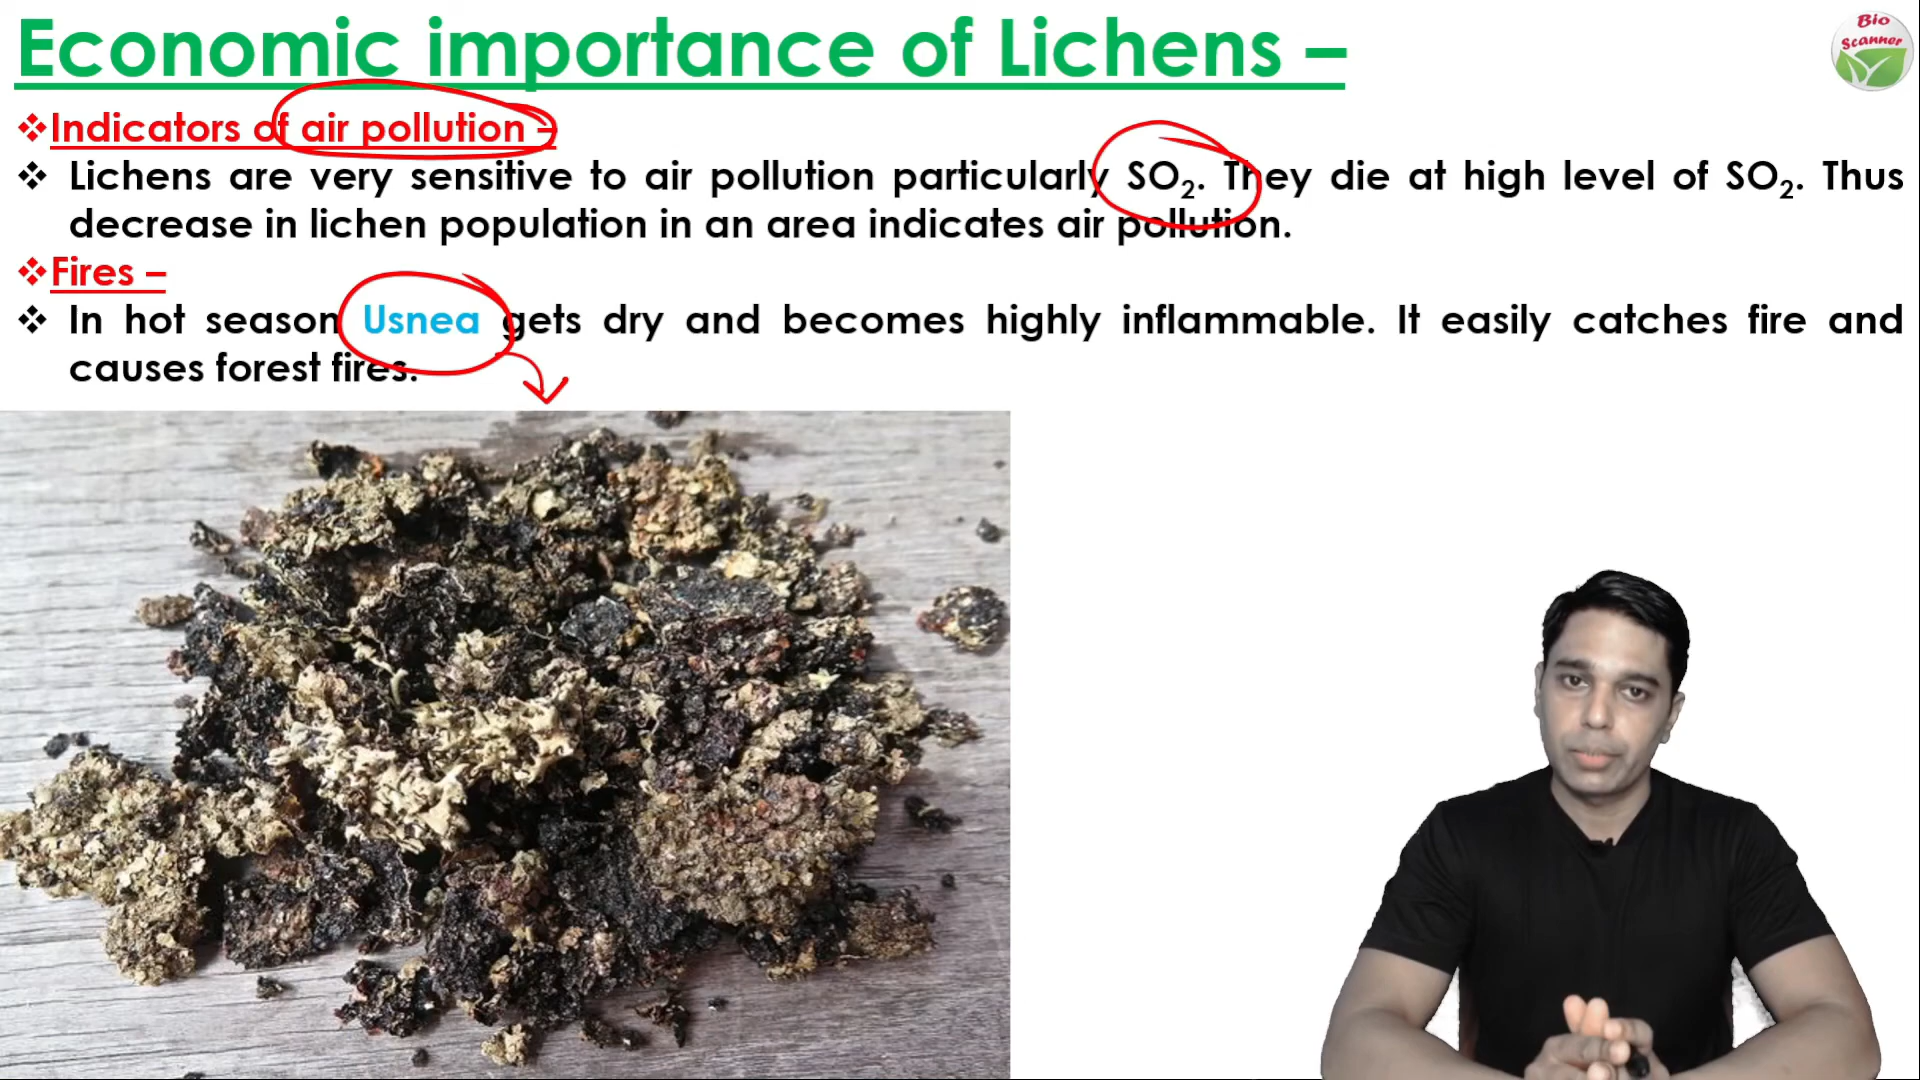 Economic importance of Lichens –
Bio
Scanner
❖Indicators of air pollution –
❖ Lichens are very sensitive to air pollution particularly SO₂. They die at high level of SO₂. Thus
decrease in lichen population in an area indicates air pollution.
❖Fires –
❖ In hot season Usnea gets dry and becomes highly inflammable. It easily catches fire and
causes forest fires.